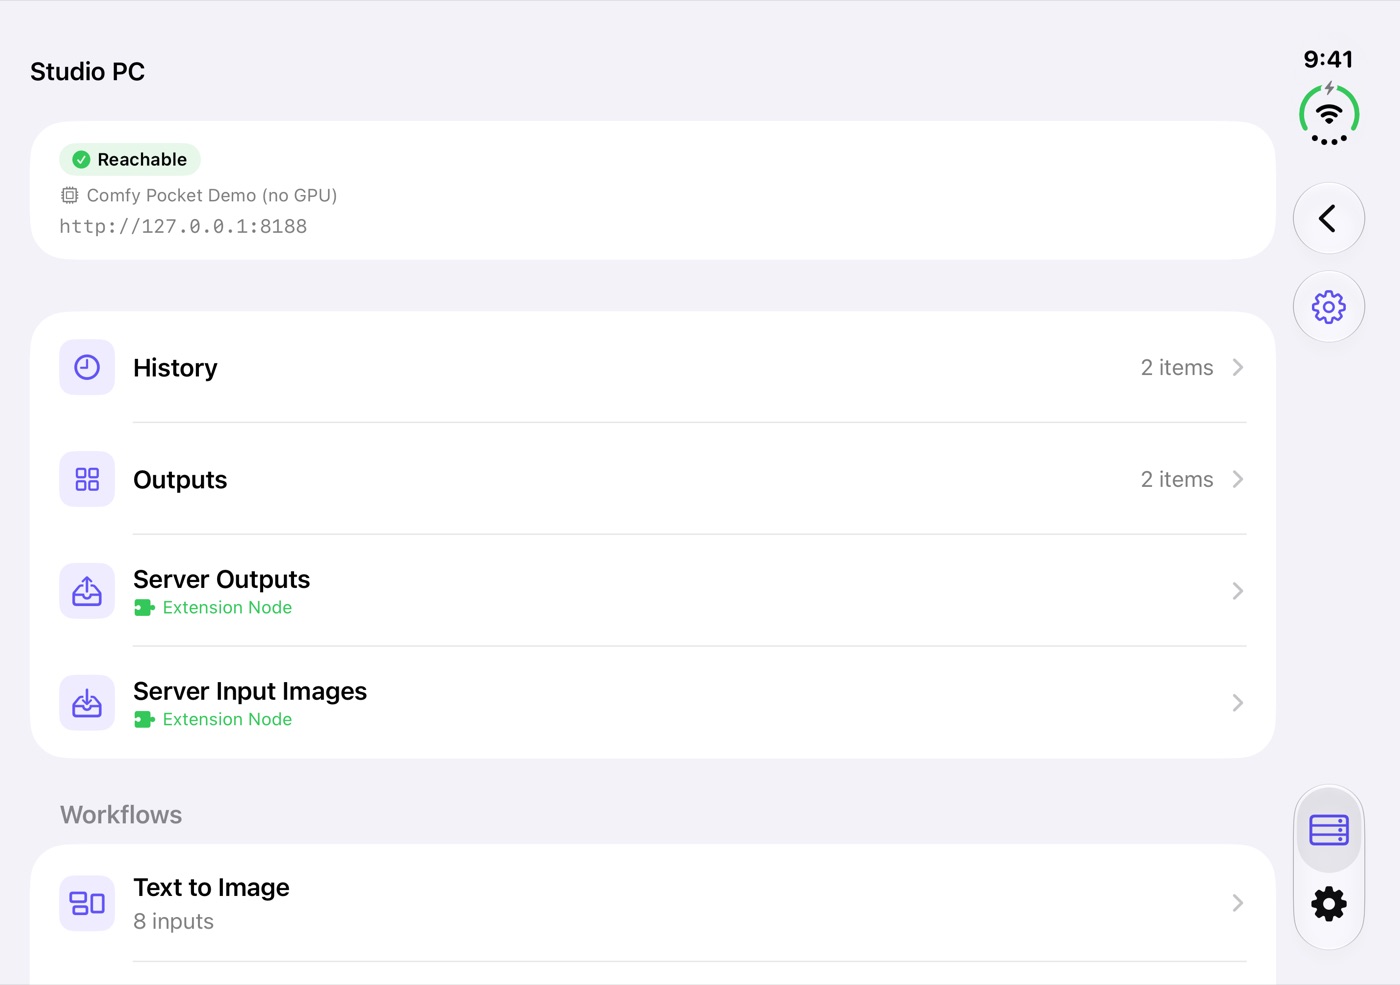 Studio PC
9:41
Reachable
Comfy Pocket Demo (no GPU)
http://127.0.0.1:8188
History
2 items
Outputs
2 items
Server Outputs
Extension Node
Server Input Images
Extension Node
Workflows
Text to Image
8 inputs